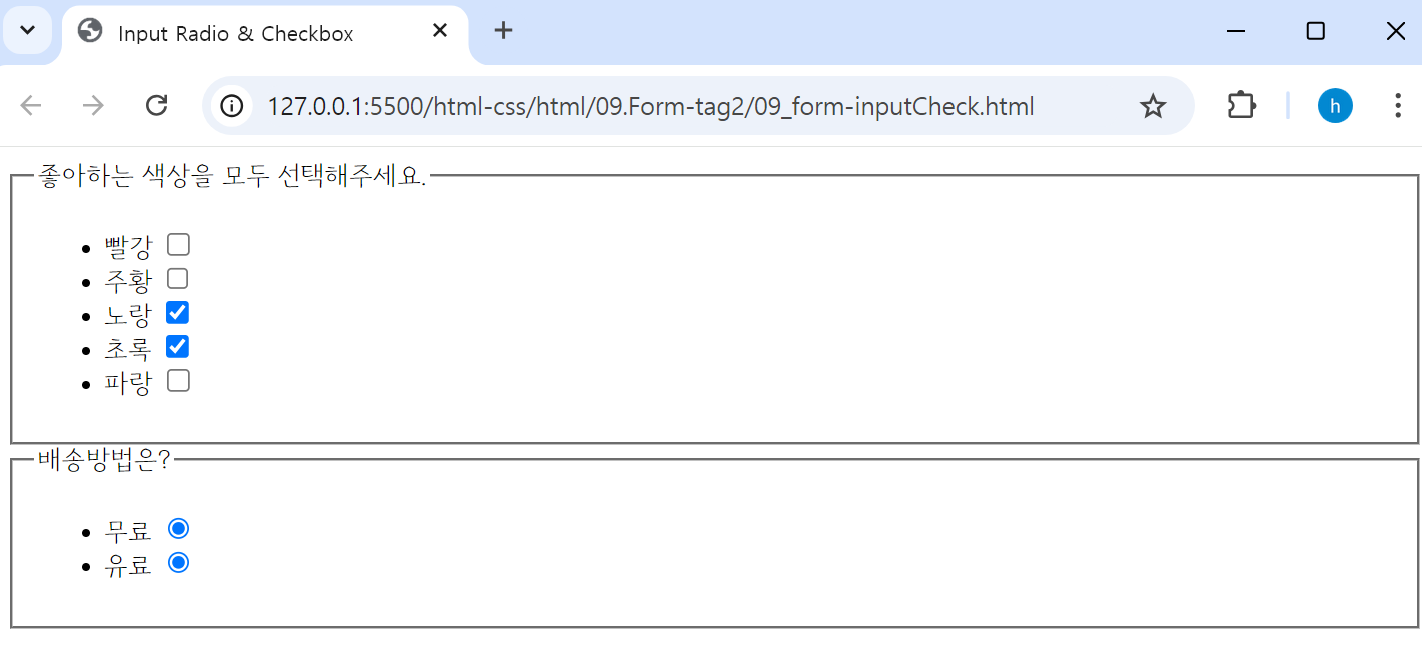 Input Radio & Checkbox
127.0.0.1:5500/html-css/html/09.Form-tag2/09_form-inputCheck.html
h
좋아하는 색상을 모두 선택해주세요.
빨강
주황
노랑
초록
파랑
배송방법은?
무료
유료